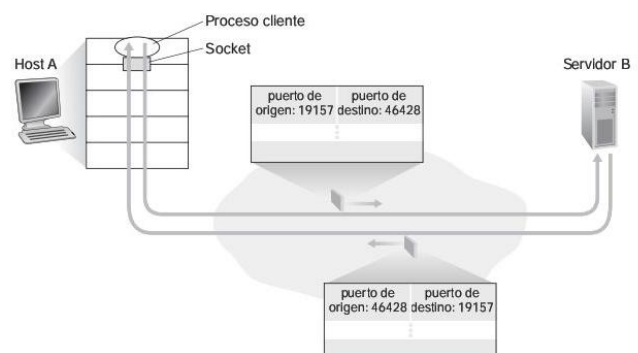 Proceso cliente
Socket
Host A
Servidor B
puerto de origen: 19157
puerto de destino: 46428
puerto de origen: 46428
puerto de destino: 19157